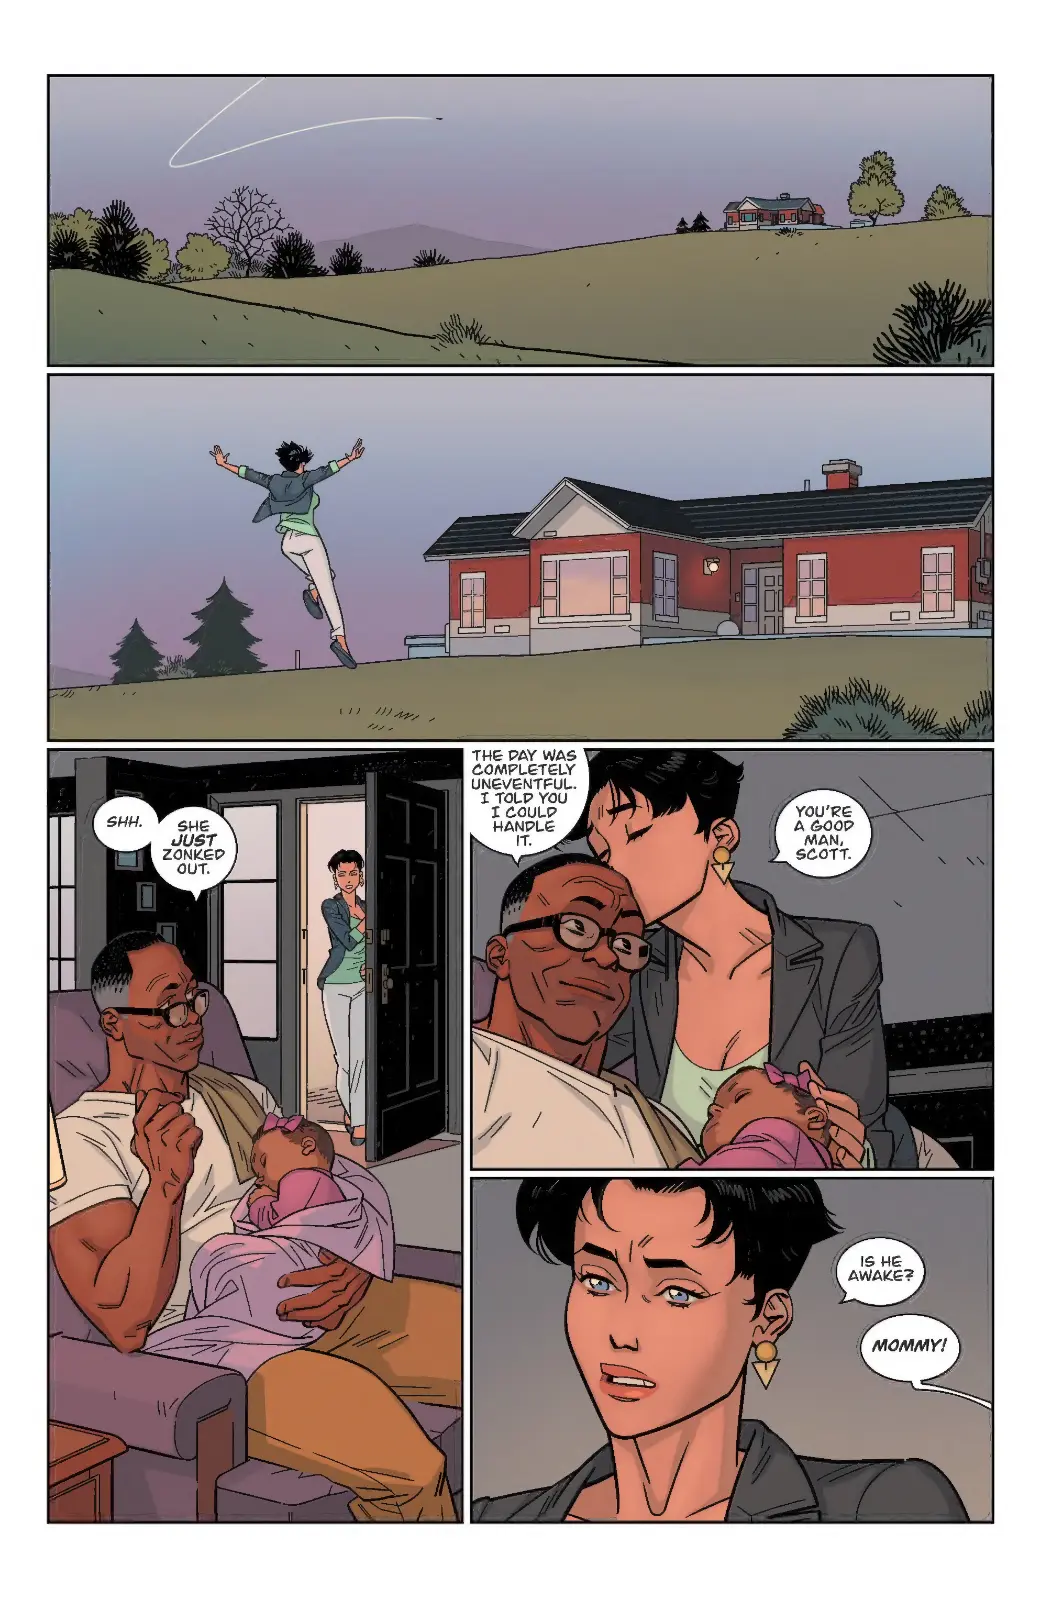 SHH.
SHE
JUST
ZONKED
OUT.
THE DAY WAS
COMPLETELY
UNEVENTFUL.
I TOLD YOU
I COULD
HANDLE
IT.
YOU'RE
A GOOD
MAN,
SCOTT.
IS HE
AWAKE?
MOMMY!